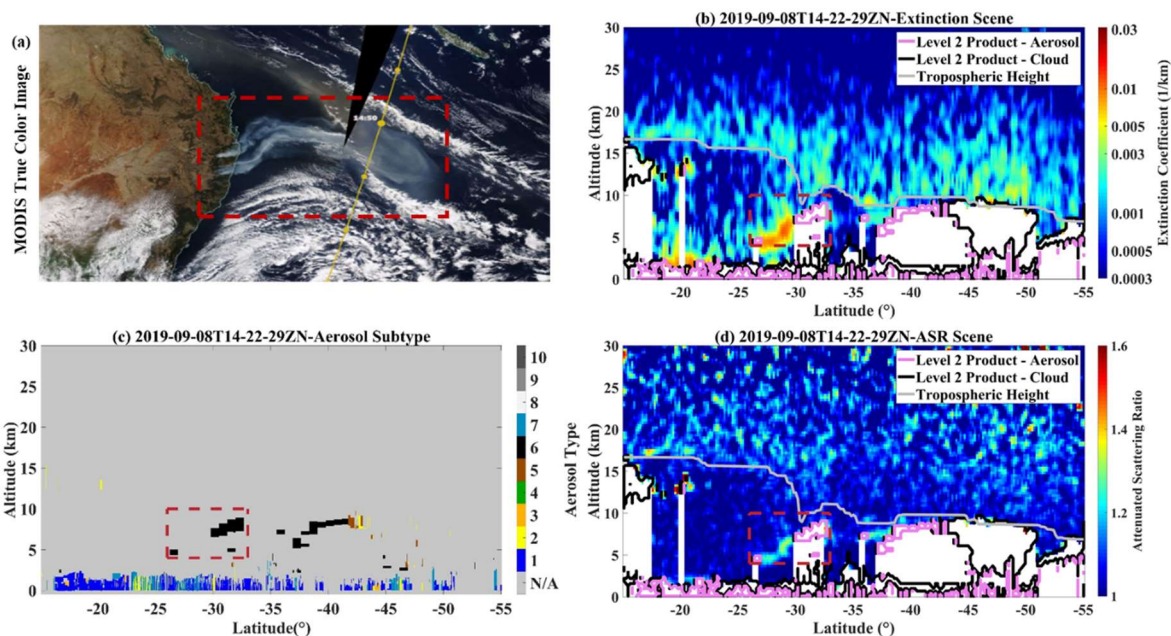 (a)
MODIS True Color Image
14:50
(b) 2019-09-08T14-22-29ZN-Extinction Scene
Level 2 Product - Aerosol
Level 2 Product - Cloud
Tropospheric Height
30
25
20
15
10
5
0
Altitude (km)
-20 -25 -30 -35 -40 -45 -50 -55
Latitude (°)
0.03
0.01
0.005
0.003
0.001
0.0005
0.0003
Extinction Coefficient (1/km)
(c) 2019-09-08T14-22-29ZN-Aerosol Subtype
30
25
20
15
10
5
0
Altitude (km)
-20 -25 -30 -35 -40 -45 -50 -55
Latitude(°)
10
9
8
7
6
5
4
3
2
1
N/A
Aerosol Type
(d) 2019-09-08T14-22-29ZN-ASR Scene
Level 2 Product - Aerosol
Level 2 Product - Cloud
Tropospheric Height
30
25
20
15
10
5
0
Altitude (km)
-20 -25 -30 -35 -40 -45 -50 -55
Latitude (°)
1.6
1.4
1.2
1
Attenuated Scattering Ratio